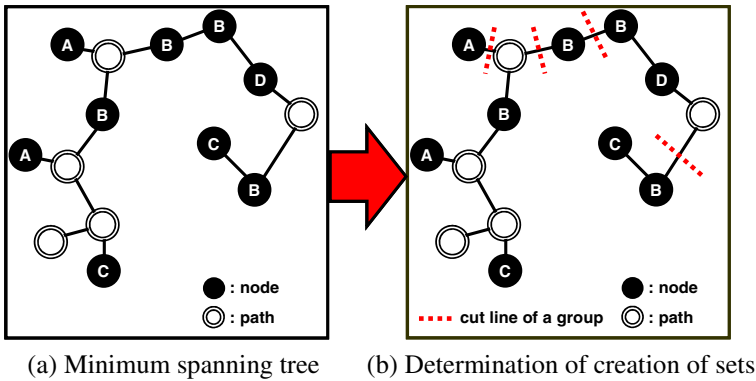 A
B
B
D
B
C
A
B
C
: node
: path
A
B
B
D
B
C
A
B
C
: node
cut line of a group
: path
(a) Minimum spanning tree
(b) Determination of creation of sets